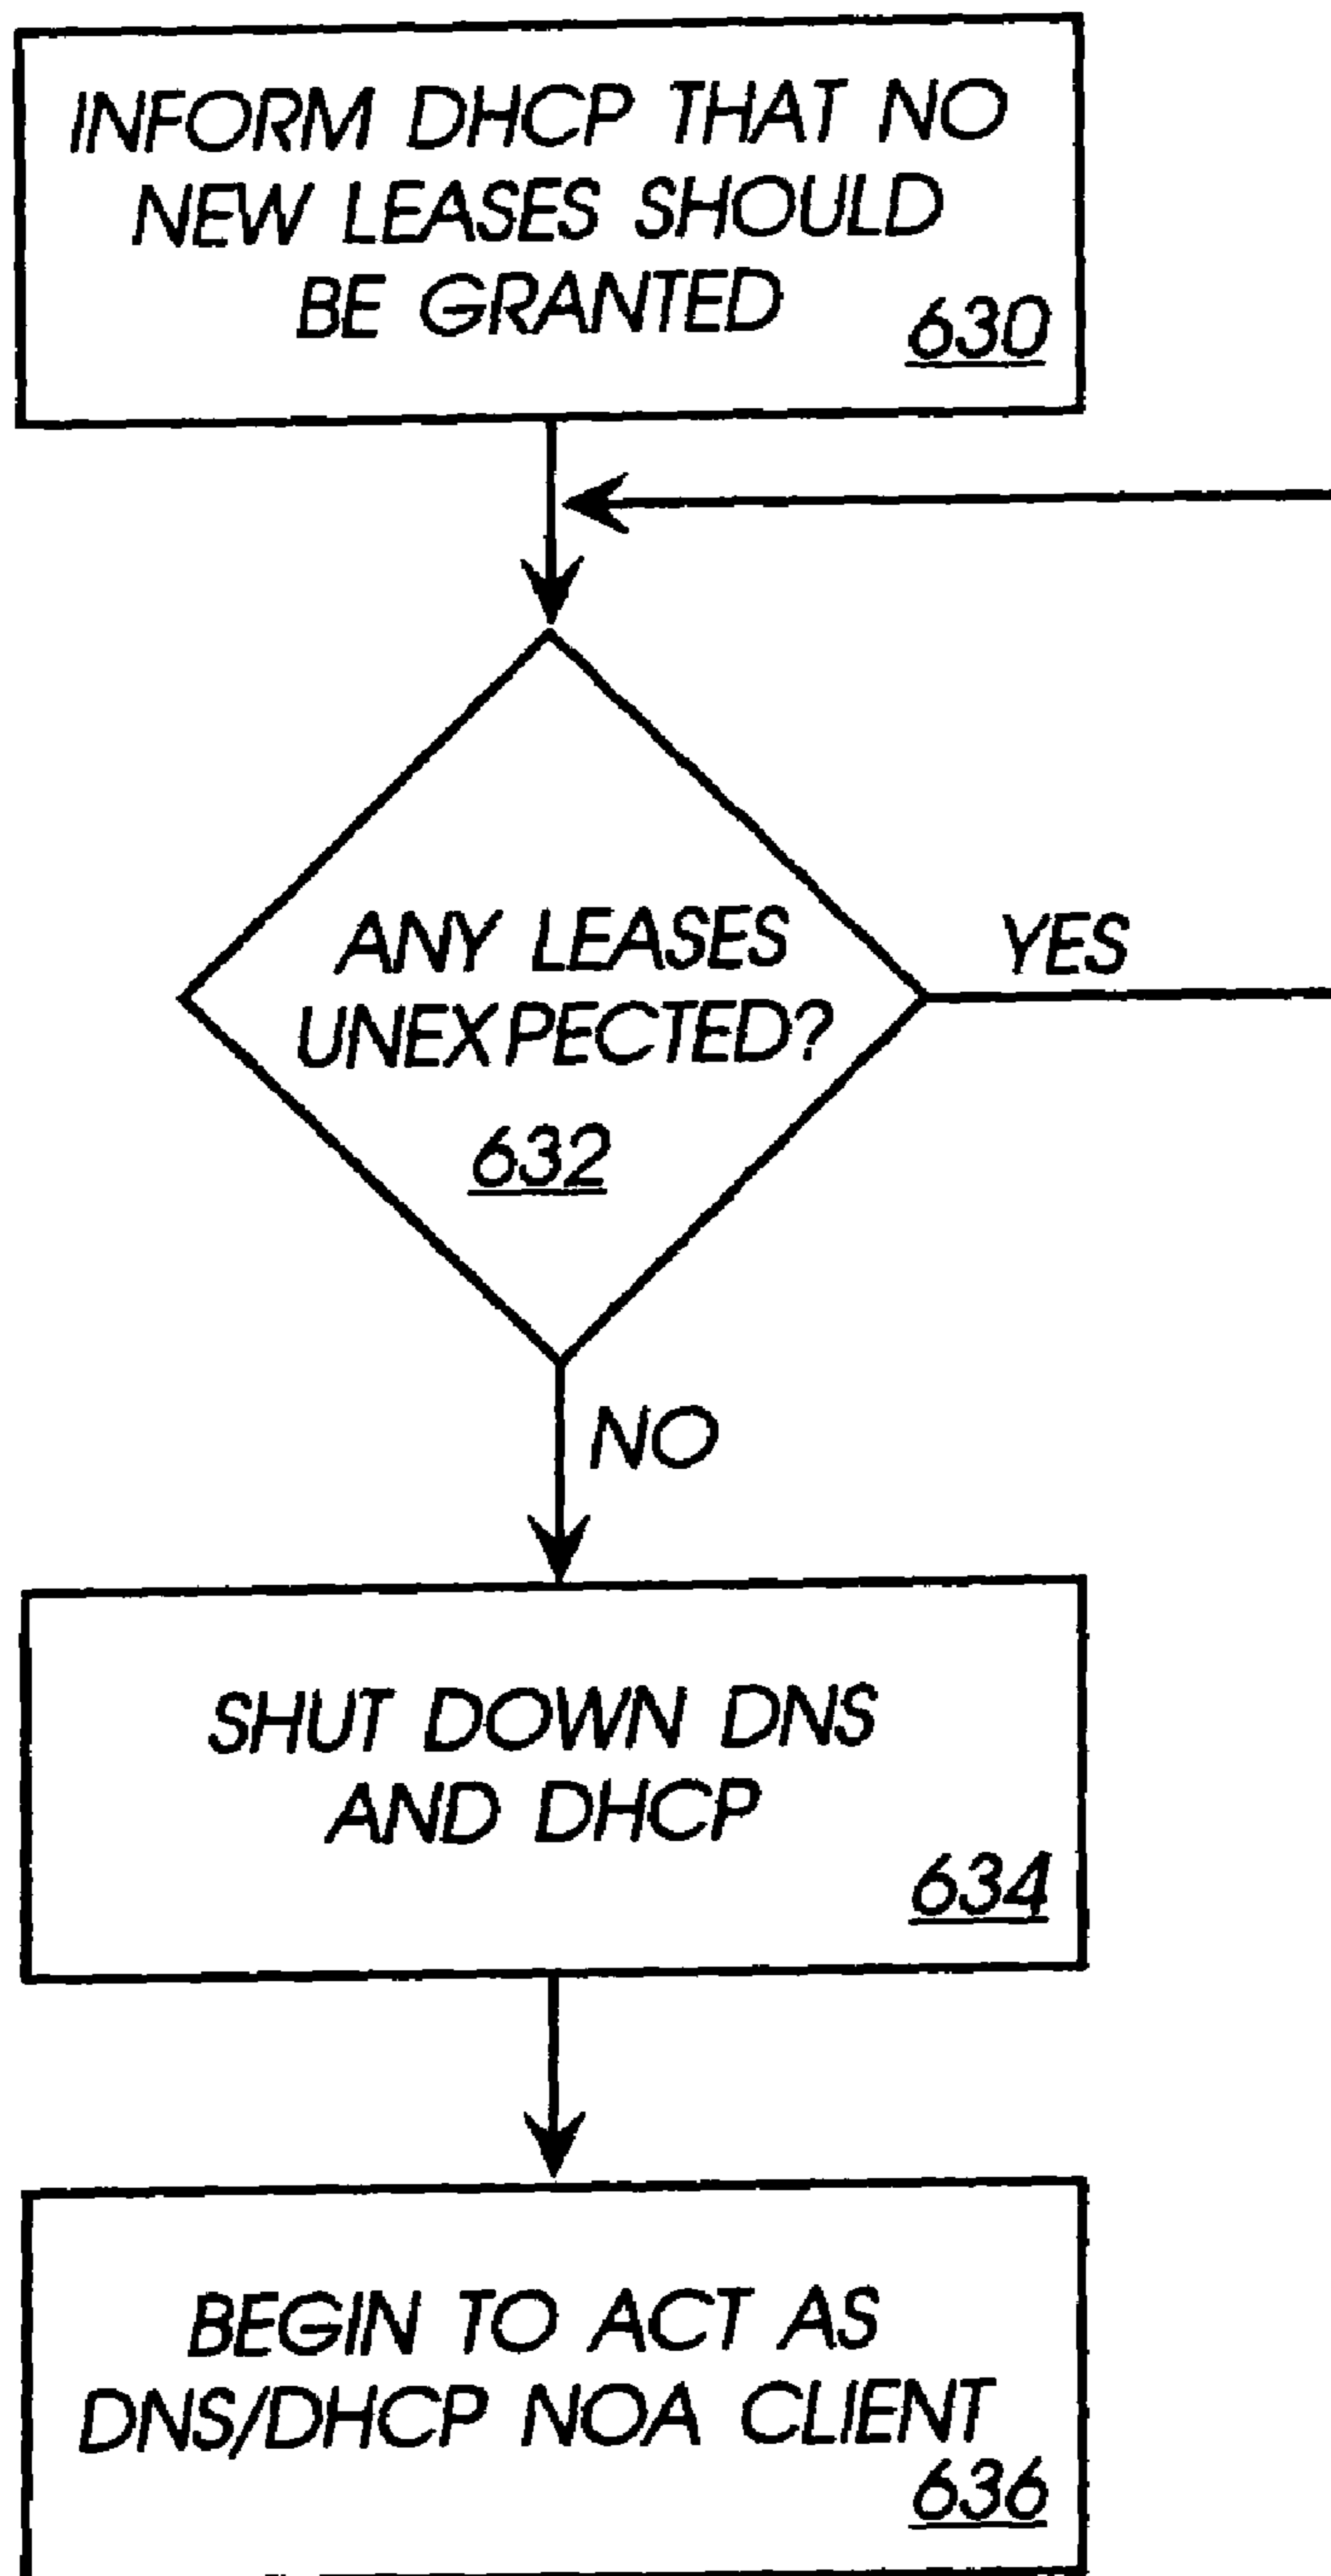 INFORM DHCP THAT NO
NEW LEASES SHOULD
BE GRANTED
630
ANY LEASES
UNEXPECTED?
632
YES
NO
SHUT DOWN DNS
AND DHCP
634
BEGIN TO ACT AS
DNS/DHCP NOA CLIENT
636